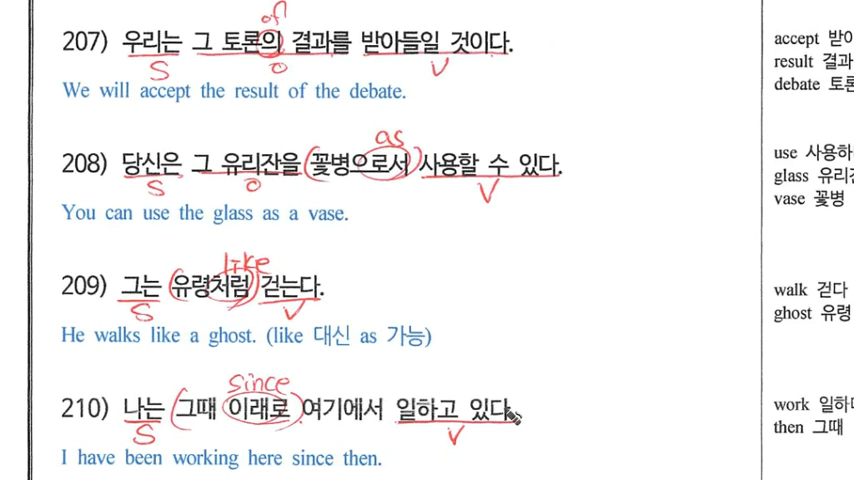 of
207) 우리는 그 토론의 결과를 받아들일 것이다.
S O V
We will accept the result of the debate.
accept 받아
result 결과
debate 토론
as
208) 당신은 그 유리잔을 (꽃병으로서) 사용할 수 있다.
S O V
You can use the glass as a vase.
use 사용하
glass 유리잔
vase 꽃병
like
209) 그는 (유령처럼) 걷는다.
S V
He walks like a ghost. (like 대신 as 가능)
walk 걷다
ghost 유령
since
210) 나는 (그때 이래로) 여기에서 일하고 있다.
S V
I have been working here since then.
work 일하다
then 그때